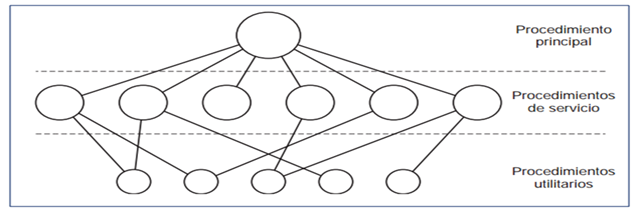 Procedimiento
principal
Procedimientos
de servicio
Procedimientos
utilitarios